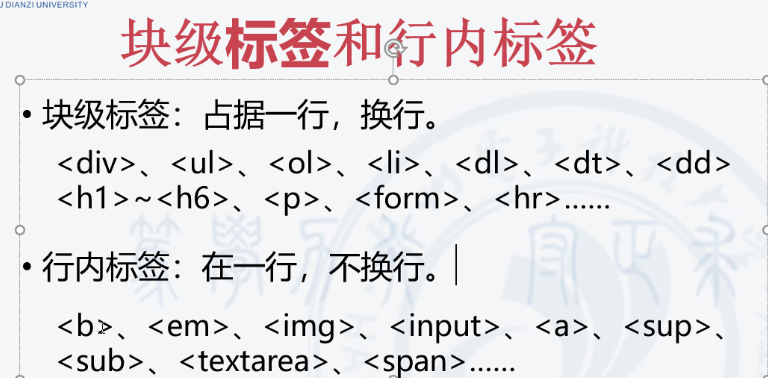 U DIANZI UNIVERSITY
块级标签和行内标签
• 块级标签：占据一行，换行。
<div>、<ul>、<ol>、<li>、<dl>、<dt>、<dd>
<h1>~<h6>、<p>、<form>、<hr>......
• 行内标签：在一行，不换行。
<b>、<em>、<img>、<input>、<a>、<sup>、
<sub>、<textarea>、<span>......